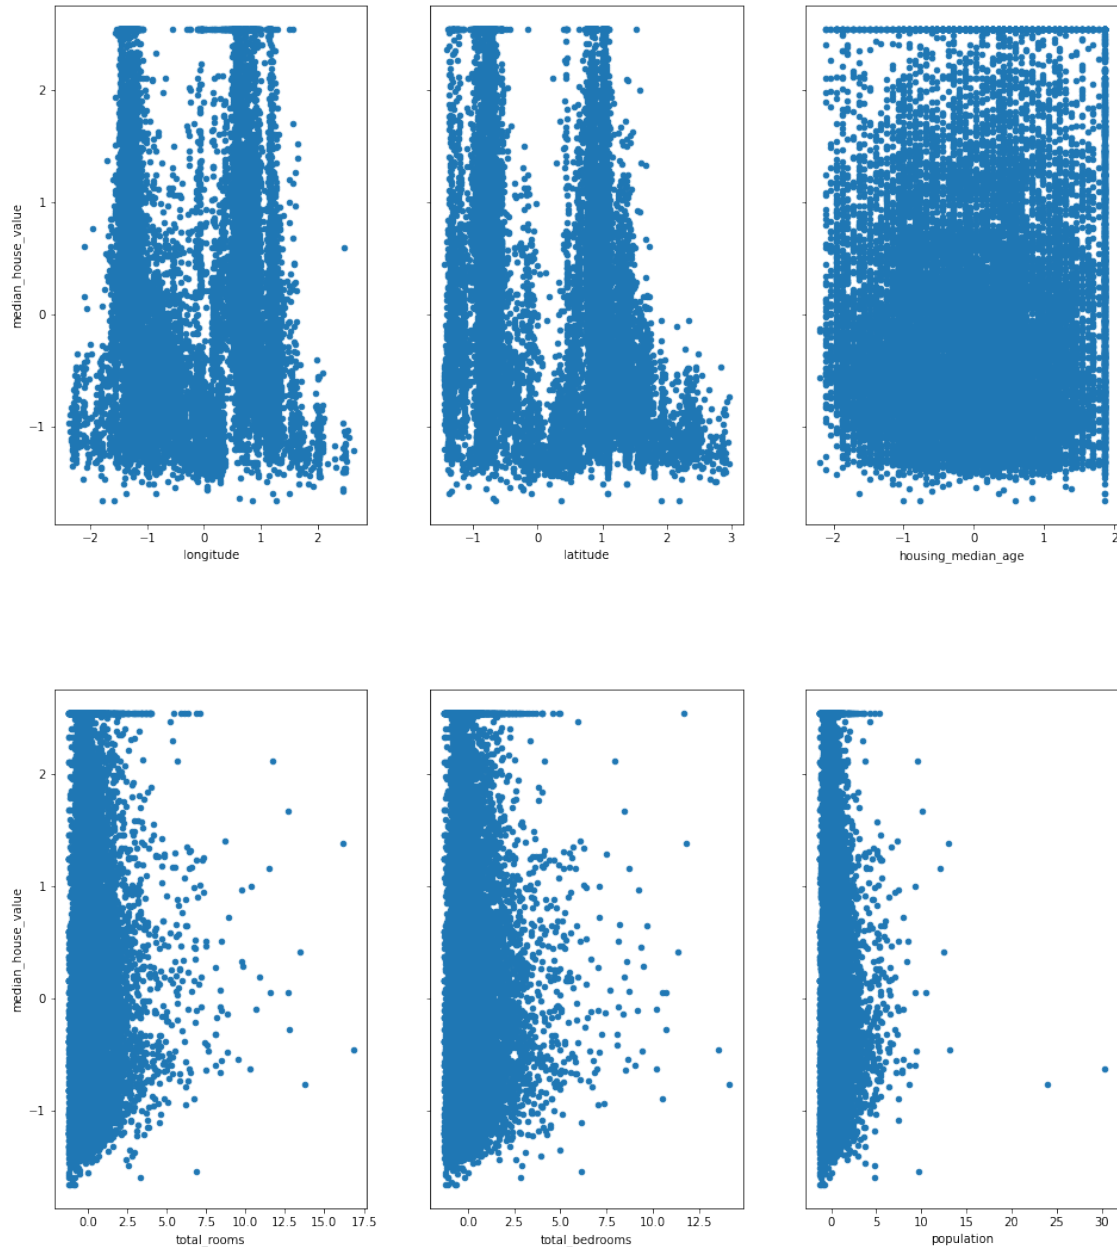 2
1
0
−1
median_house_value
−2 −1 0 1 2
longitude
−1 0 1 2 3
latitude
−2 −1 0 1 2
housing_median_age
2
1
0
−1
median_house_value
0.0 2.5 5.0 7.5 10.0 12.5 15.0 17.5
total_rooms
0.0 2.5 5.0 7.5 10.0 12.5
total_bedrooms
0 5 10 15 20 25 30
population